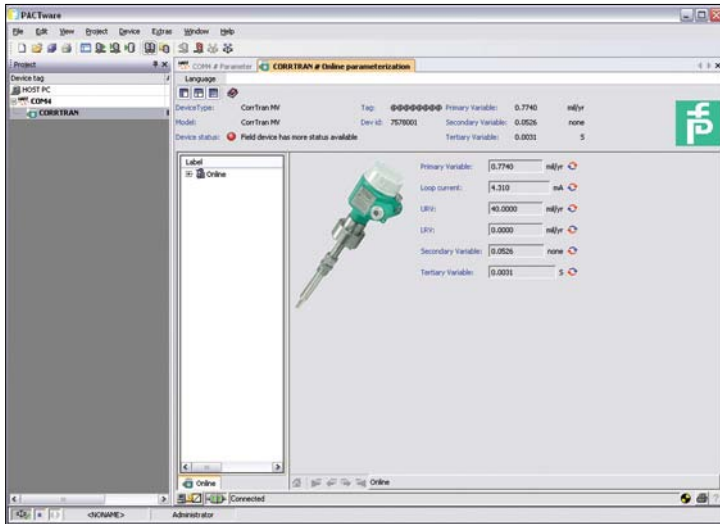 PACTware
File Edit View Project Device Extras Window Help
Project
Device tag
HOST PC
COM4
CORRTRAN
COM4 # Parameter
CORRTRAN # Online parameterization
Language
DeviceType: CorrTran MV Tag: @@@@@@@@ Primary Variable: 0.7740 mil/yr
Model: CorrTran MV Dev id: 7578001 Secondary Variable: 0.0526 none
Device status: Field device has more status available Tertiary Variable: 0.0031 S
Label
Online
Primary Variable: 0.7740 mil/yr
Loop current: 4.310 mA
URV: 40.0000 mil/yr
LRV: 0.0000 mil/yr
Secondary Variable: 0.0526 none
Tertiary Variable: 0.0031 S
Online
Online
Connected
<NONAME> Administrator